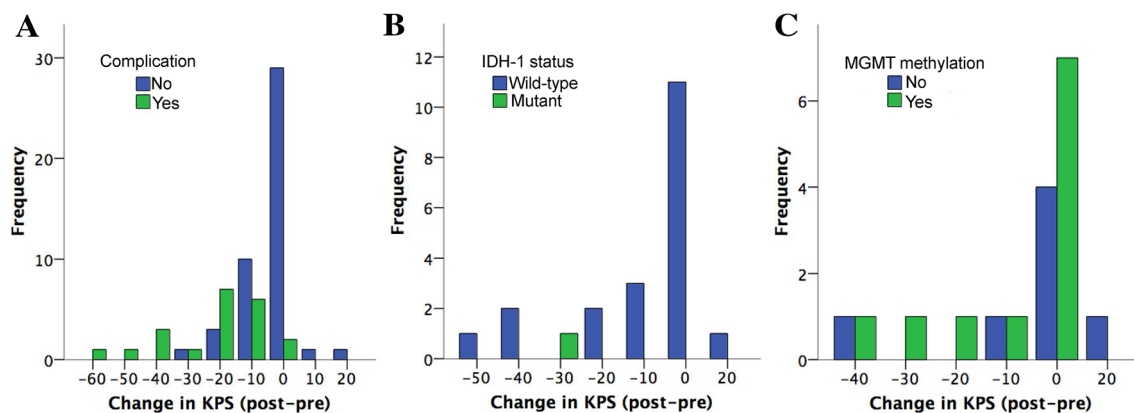 A
Complication
No
Yes
Frequency
30
20
10
0
-60 -50 -40 -30 -20 -10 0 10 20
Change in KPS (post-pre)
B
IDH-1 status
Wild-type
Mutant
Frequency
12
10
8
6
4
2
0
-50 -40 -30 -20 -10 0 20
Change in KPS (post-pre)
C
MGMT methylation
No
Yes
Frequency
6
4
2
0
-40 -30 -20 -10 0 20
Change in KPS (post-pre)